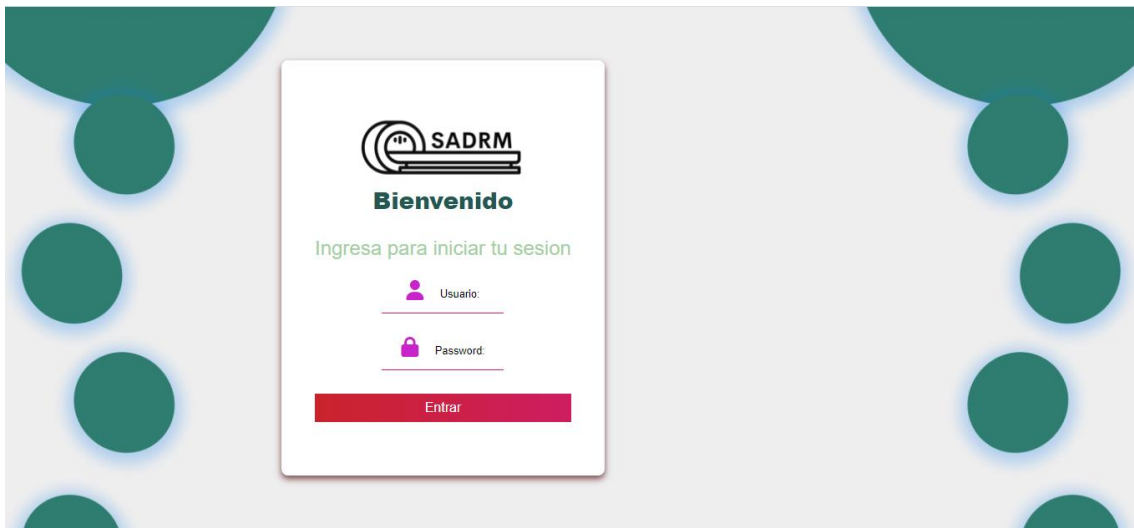 SADRM
Bienvenido
Ingresa para iniciar tu sesion
Usuario:
Password:
Entrar